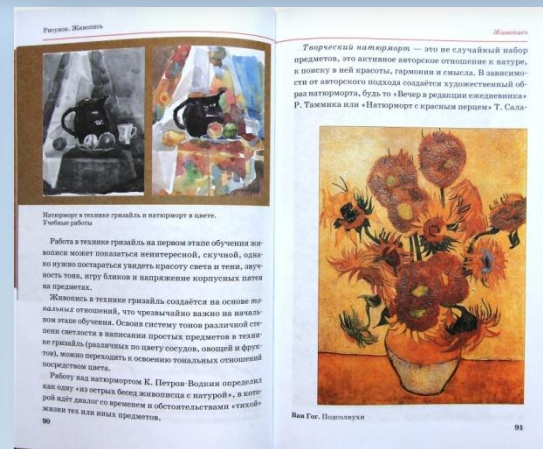 Рисунок. Живопись
Натюрморт в технике гризайль и натюрморт в цвете.
Учебные работы
Работа в технике гризайль на первом этапе обучения жи-
вописи может показаться неинтересной, скучной, одна-
ко нужно постараться увидеть красоту света и тени, звуч-
ность тона, игру бликов и напряжение корпусных пятен
на предметах.
Живопись в технике гризайль создаётся на основе то-
нальных отношений, что чрезвычайно важно на началь-
ном этапе обучения. Освоив систему тонов различной сте-
пени светлости в написании простых предметов в техни-
ке гризайль (различных по цвету сосудов, овощей и фрук-
тов), можно переходить к освоению тональных отношений
посредством цвета.
Работу над натюрмортом К. Петров-Водкин определил
как одну «из острых бесед живописца с натурой», в кото-
рой идёт диалог со временем и обстоятельствами «тихой»
жизни тех или иных предметов.
90
Живопись
Творческий натюрморт — это не случайный набор
предметов, это активное авторское отношение к натуре,
к поиску в ней красоты, гармонии и смысла. В зависимо-
сти от авторского подхода создаётся художественный об-
раз натюрморта, будь то «Вечер в редакции ежедневника»
Р. Таммика или «Натюрморт с красным перцем» Т. Сала-
Ван Гог. Подсолнухи
91